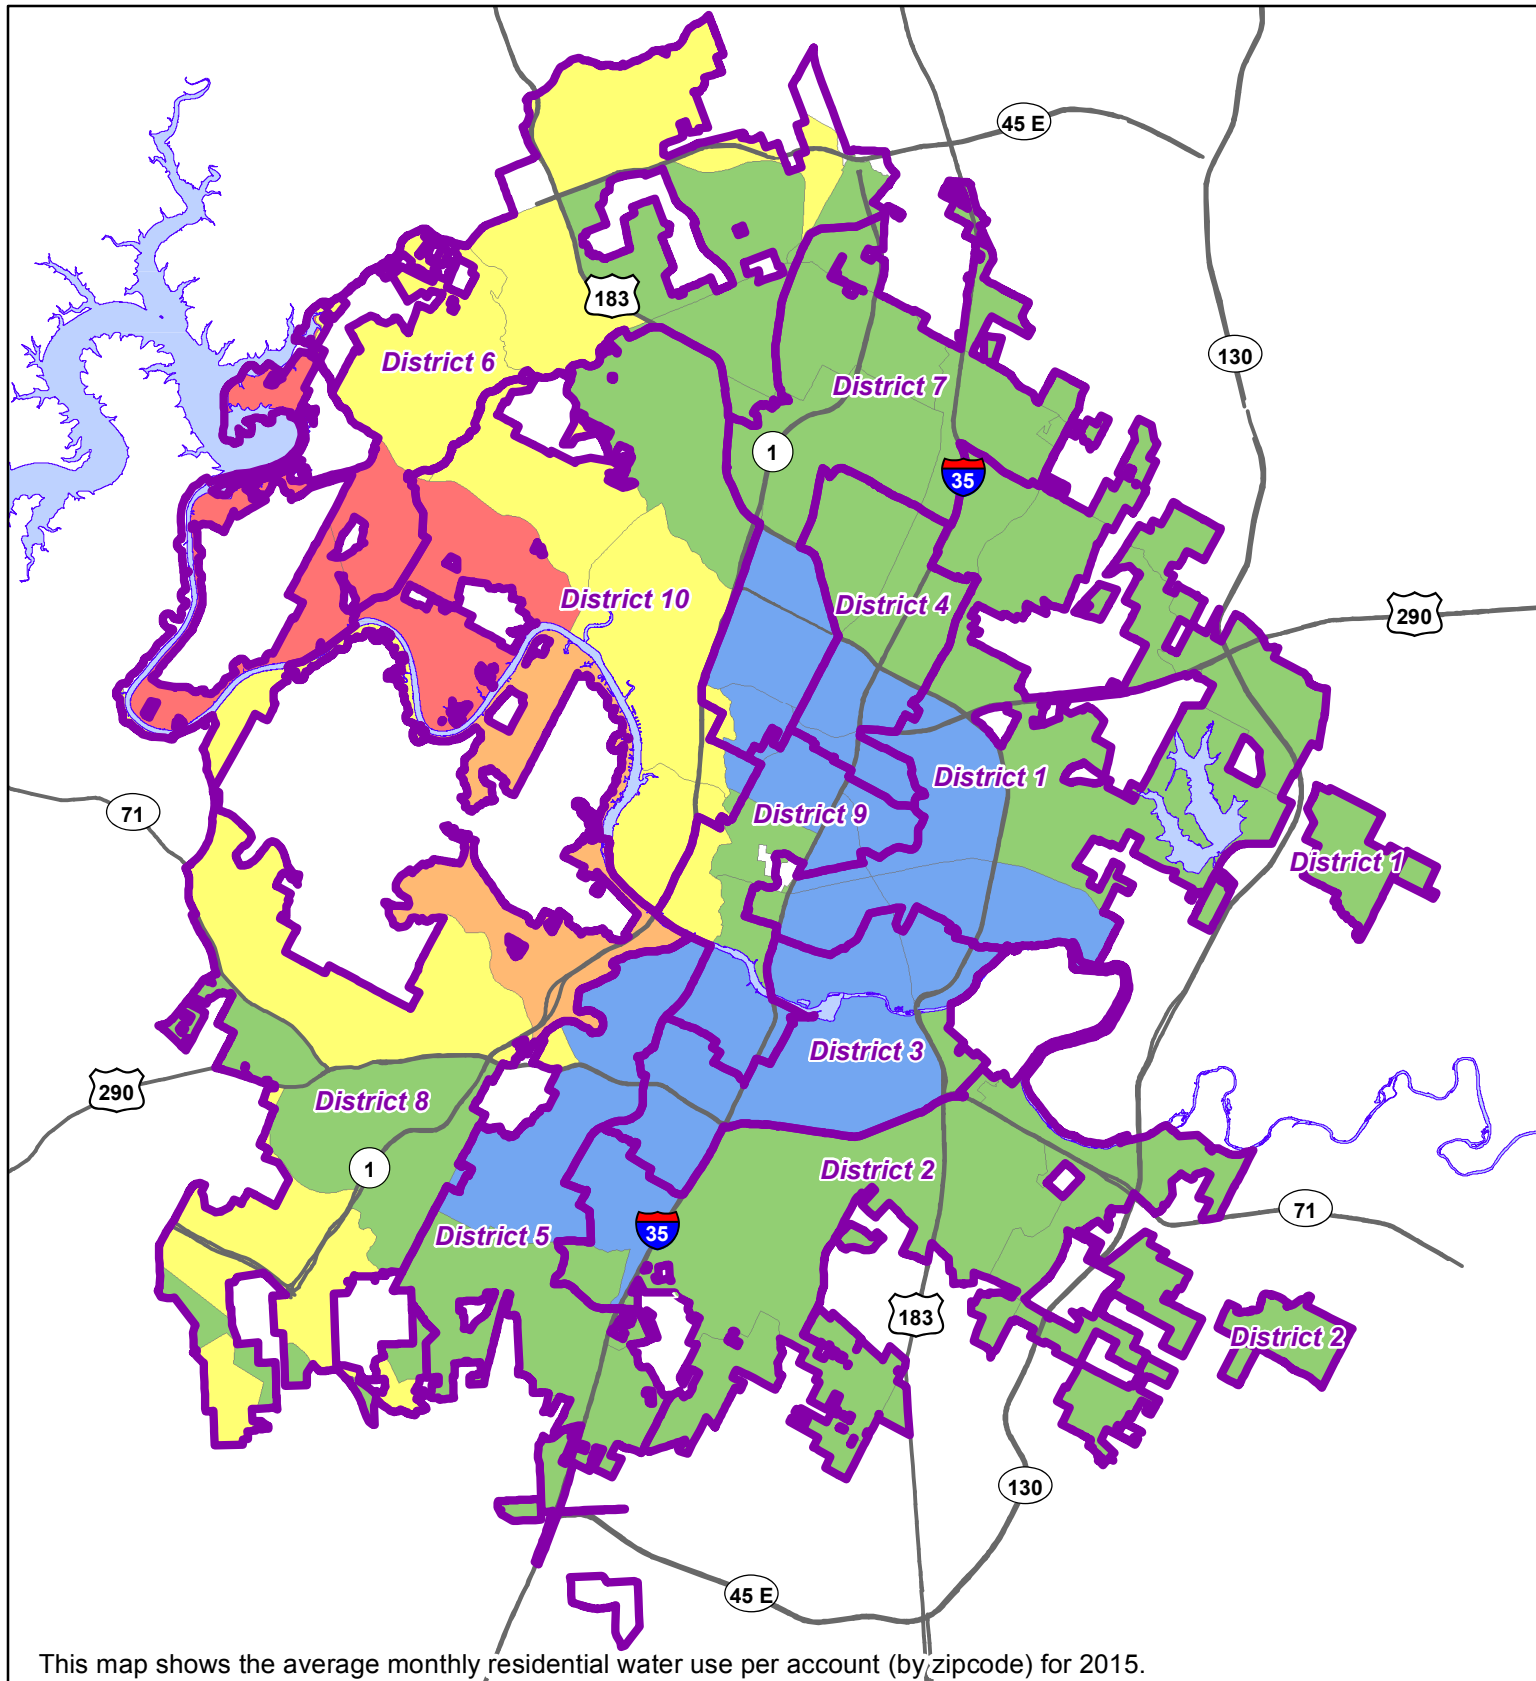 45 E
183
130
District 6
District 7
1
35
District 10
District 4
290
District 1
71
District 9
District 1
District 3
290
District 8
1
District 2
71
35
District 5
183
District 2
130
45 E
This map shows the average monthly residential water use per account (by zipcode) for 2015.